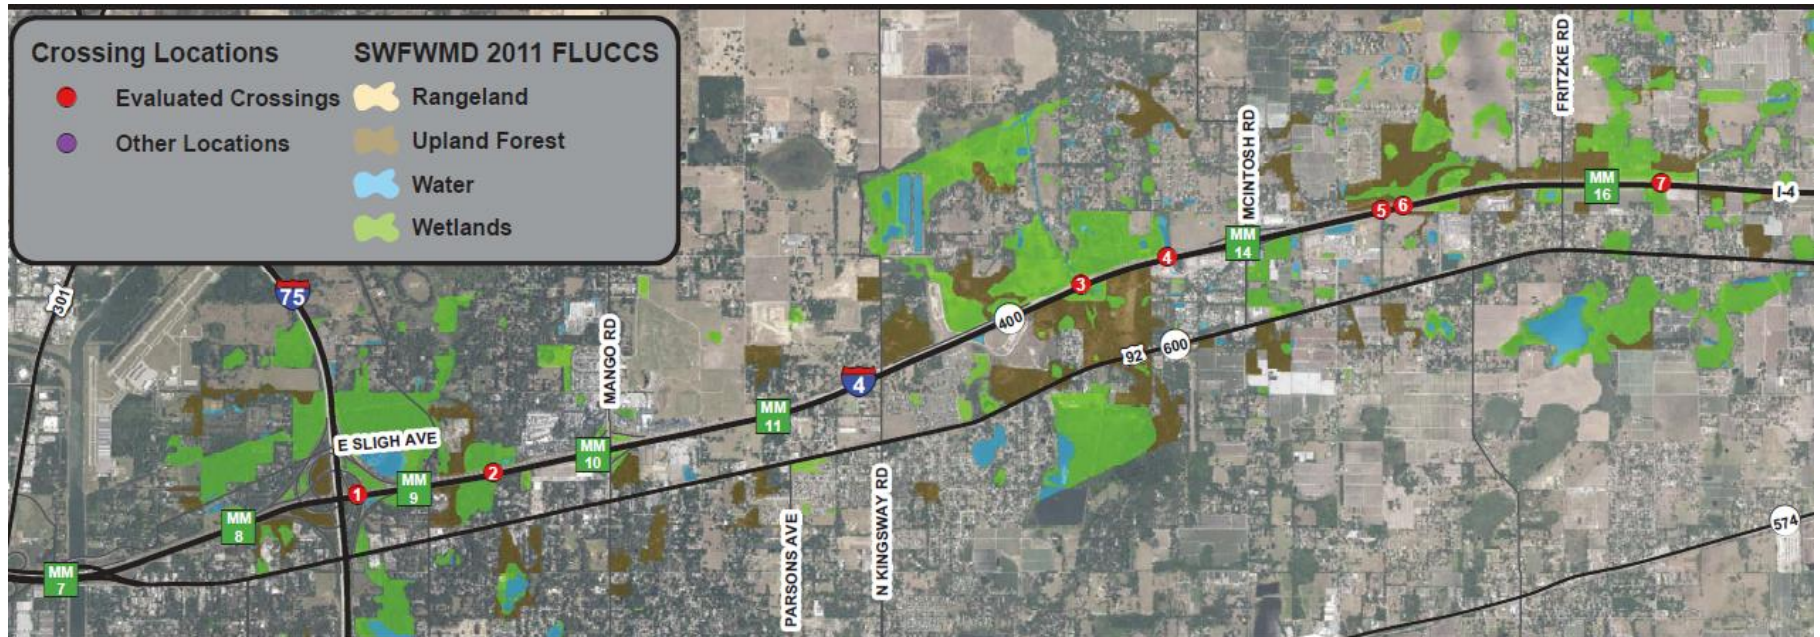 Crossing Locations
Evaluated Crossings
Other Locations
SWFWMD 2011 FLUCCS
Rangeland
Upland Forest
Water
Wetlands
FRITZKE RD
MCINTOSH RD
MM
16
7
I-4
5
6
MM
14
4
3
301
75
400
92
600
MANGO RD
4
MM
11
E SLIGH AVE
MM
10
2
MM
9
1
N KINGSWAY RD
PARSONS AVE
MM
8
574
MM
7